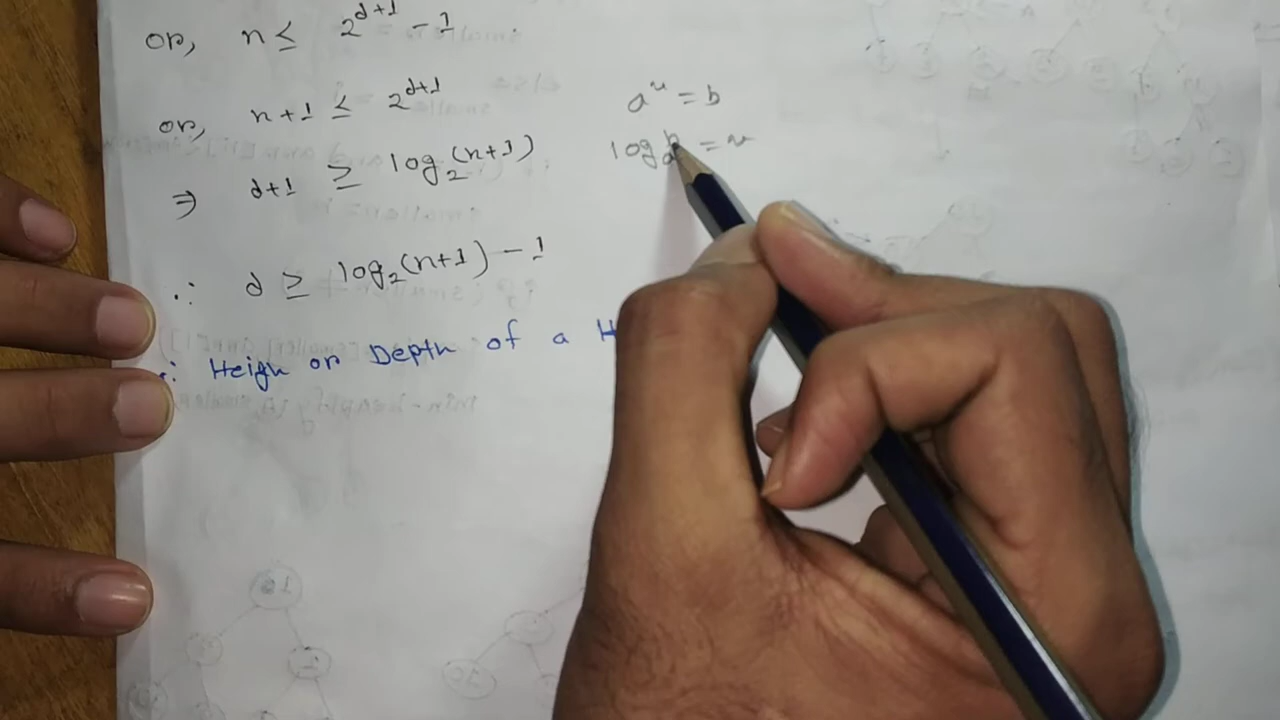 or, n ≤ 2^{d+1} - 1
or, n+1 ≤ 2^{d+1}
⇒ d+1 ≥ log₂(n+1)
∴ d ≥ log₂(n+1) - 1
∴ Heigh or Depth of a H
a^x = b
log_a b = x